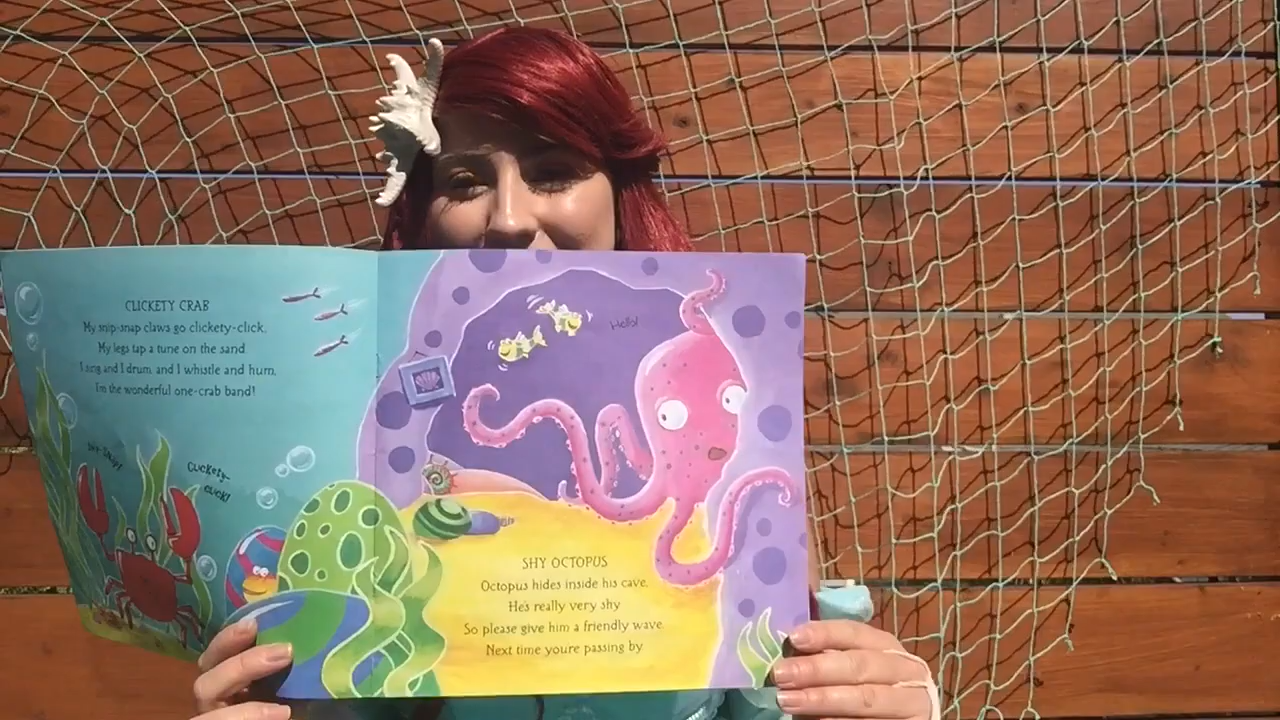 CLICKETY CRAB
My snip-snap claws go clickety-click,
My legs tap a tune on the sand.
I sing and I drum, and I whistle and hum,
I'm the wonderful one-crab band!
CLICKETY-
CLICK!
Hello!
SHY OCTOPUS
Octopus hides inside his cave.
He's really very shy
So please give him a friendly wave.
Next time you're passing by